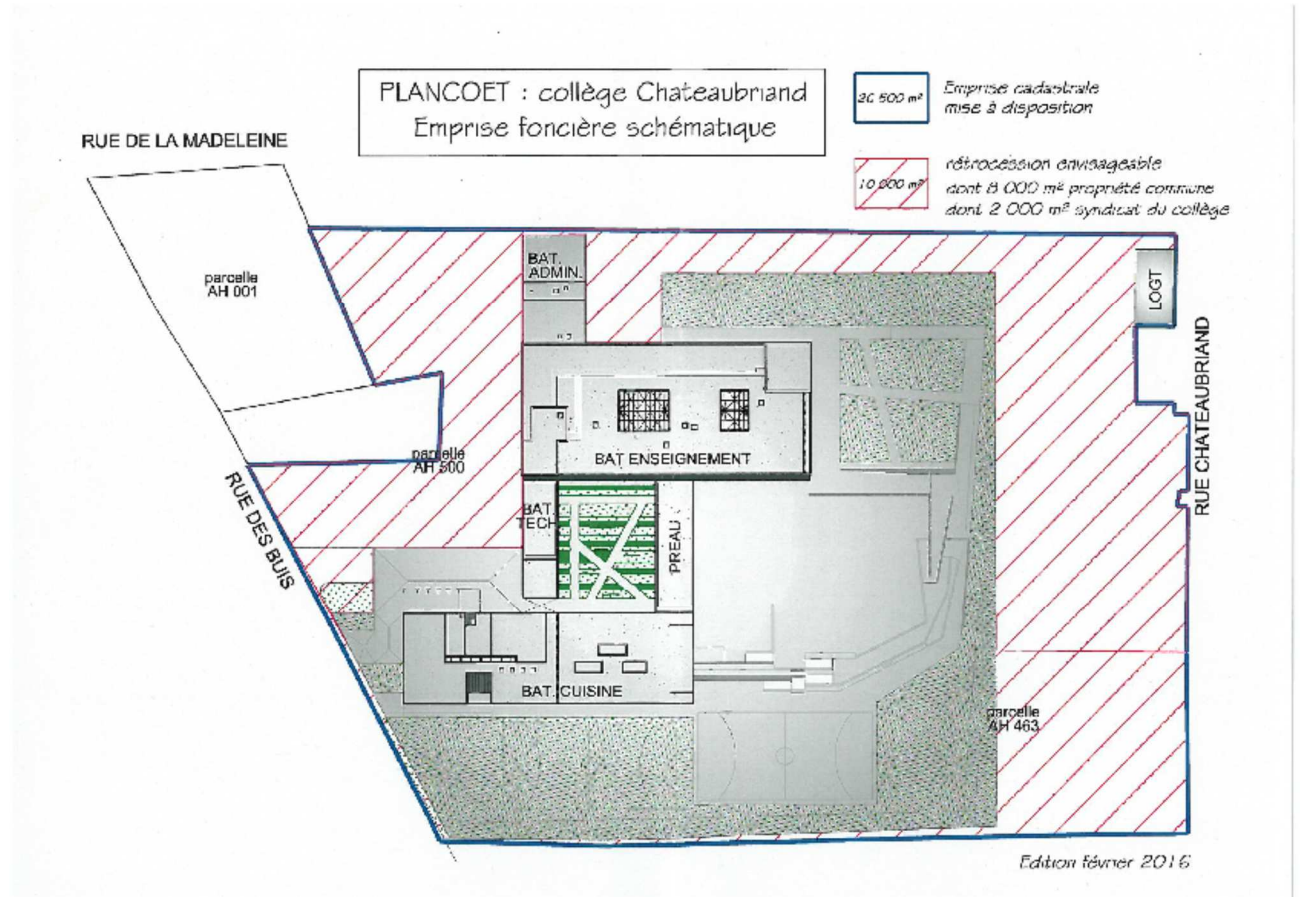 PLANCOET : collège Chateaubriand
Emprise foncière schématique
20 500 m²
Emprise cadastrale
mise à disposition
10 000 m²
rétrocession envisageable
dont 8 000 m² propriété commune
dont 2 000 m² syndicat du collège
RUE DE LA MADELEINE
parcelle
AH 001
BAT.
ADMIN.
LOGT
RUE CHATEAUBRIAND
parcelle
AH 500
BAT ENSEIGNEMENT
RUE DES BUIS
BAT.
TECH
PREAU
BAT. CUISINE
parcelle
AH 463
Edition février 2016